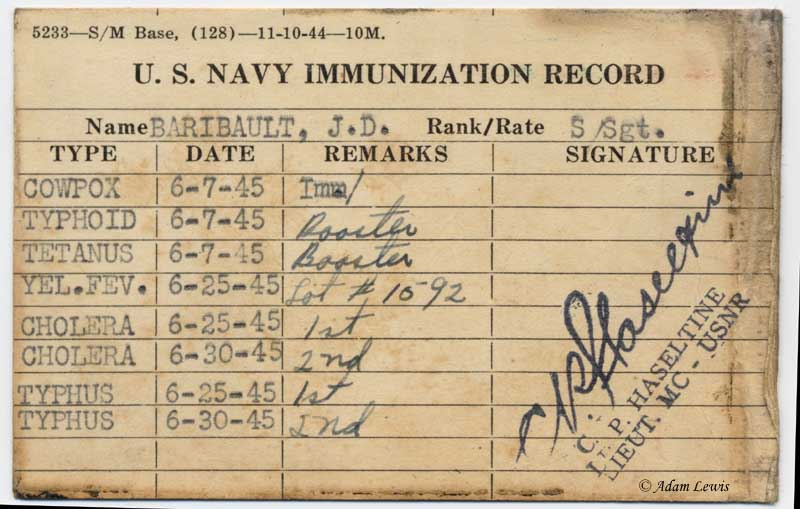 5233—S/M Base, (128)—11-10-44—10M.
U. S. NAVY IMMUNIZATION RECORD
Name BARIBAULT, J.D. Rank/Rate S/Sgt.
TYPE DATE REMARKS SIGNATURE
COWPOX 6-7-45 Imm/
TYPHOID 6-7-45 Booster
TETANUS 6-7-45 Booster
YEL.FEV. 6-25-45 Lot # 1592
CHOLERA 6-25-45 1st
CHOLERA 6-30-45 2nd
TYPHUS 6-25-45 1st
TYPHUS 6-30-45 2nd
C. P. HASELTINE
LIEUT. MC - USNR
© Adam Lewis